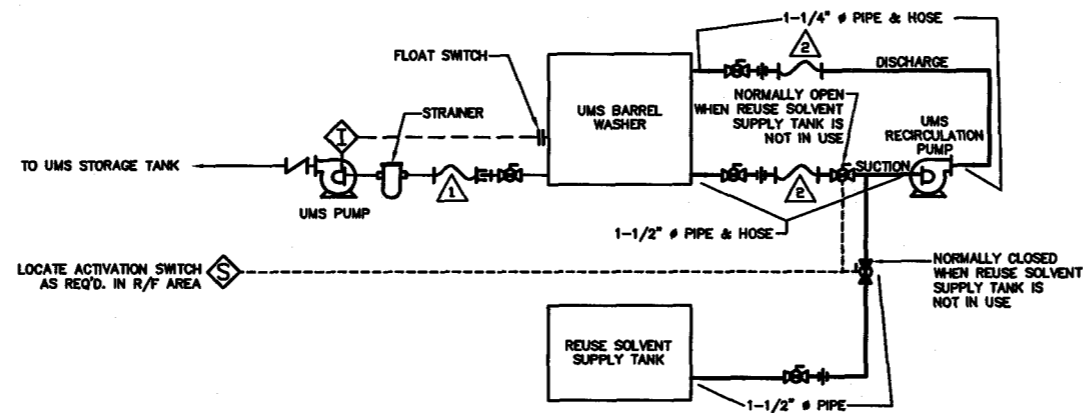 1-1/4" ø PIPE & HOSE
FLOAT SWITCH
2
DISCHARGE
STRAINER
UMS BARREL
WASHER
NORMALLY OPEN
WHEN REUSE SOLVENT
SUPPLY TANK IS
NOT IN USE
UMS
RECIRCULATION
PUMP
I
TO UMS STORAGE TANK
SUCTION
1
2
UMS PUMP
1-1/2" ø PIPE & HOSE
LOCATE ACTIVATION SWITCH
AS REQ'D. IN R/F AREA
S
NORMALLY CLOSED
WHEN REUSE SOLVENT
SUPPLY TANK IS
NOT IN USE
REUSE SOLVENT
SUPPLY TANK
1-1/2" ø PIPE